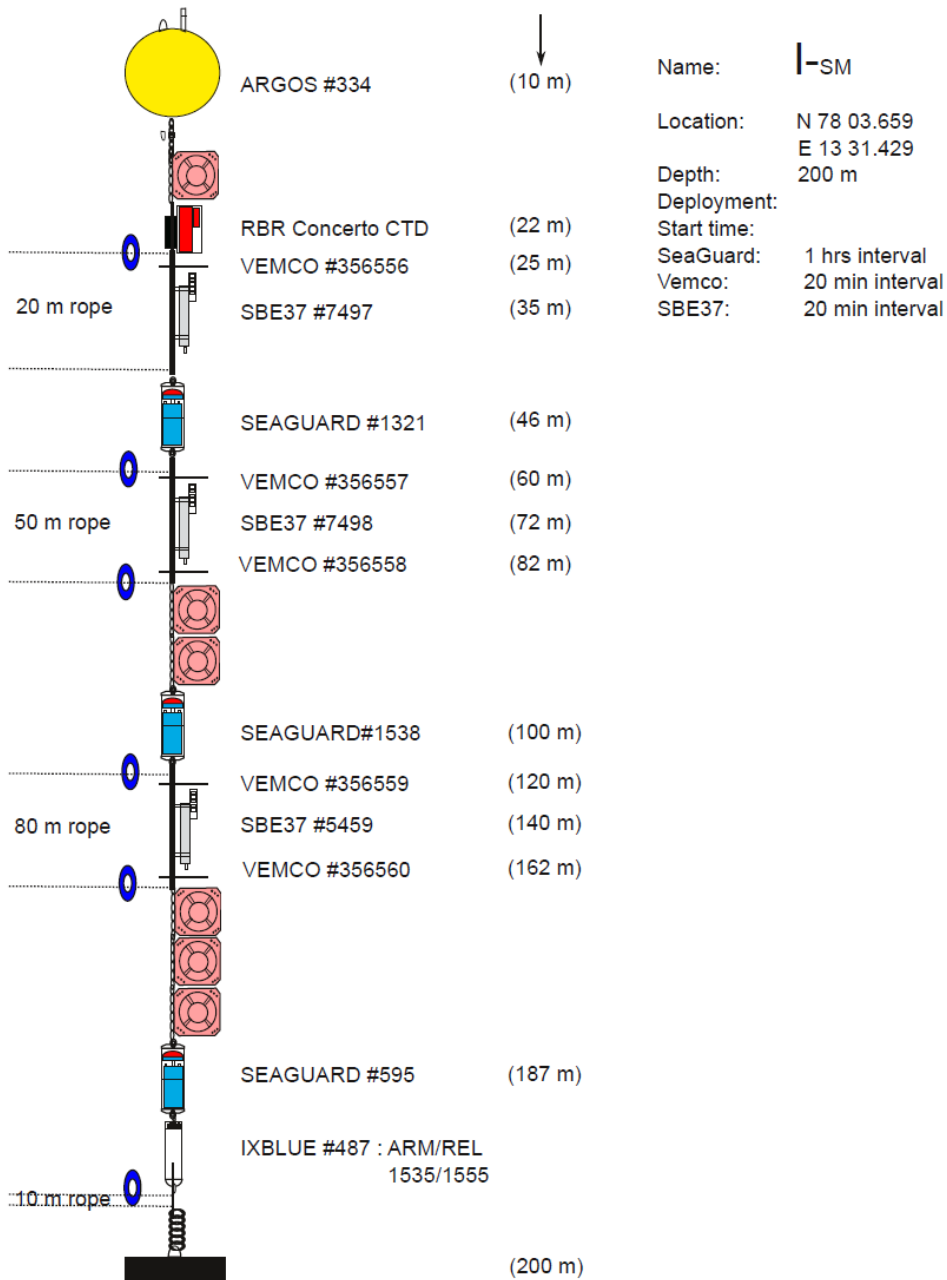 ARGOS #334 (10 m)
RBR Concerto CTD (22 m)
VEMCO #356556 (25 m)
20 m rope
SBE37 #7497 (35 m)
SEAGUARD #1321 (46 m)
VEMCO #356557 (60 m)
50 m rope
SBE37 #7498 (72 m)
VEMCO #356558 (82 m)
SEAGUARD#1538 (100 m)
VEMCO #356559 (120 m)
80 m rope
SBE37 #5459 (140 m)
VEMCO #356560 (162 m)
SEAGUARD #595 (187 m)
IXBLUE #487 : ARM/REL
1535/1555
10 m rope
(200 m)
Name: I-SM
Location: N 78 03.659
E 13 31.429
Depth: 200 m
Deployment:
Start time:
SeaGuard: 1 hrs interval
Vemco: 20 min interval
SBE37: 20 min interval